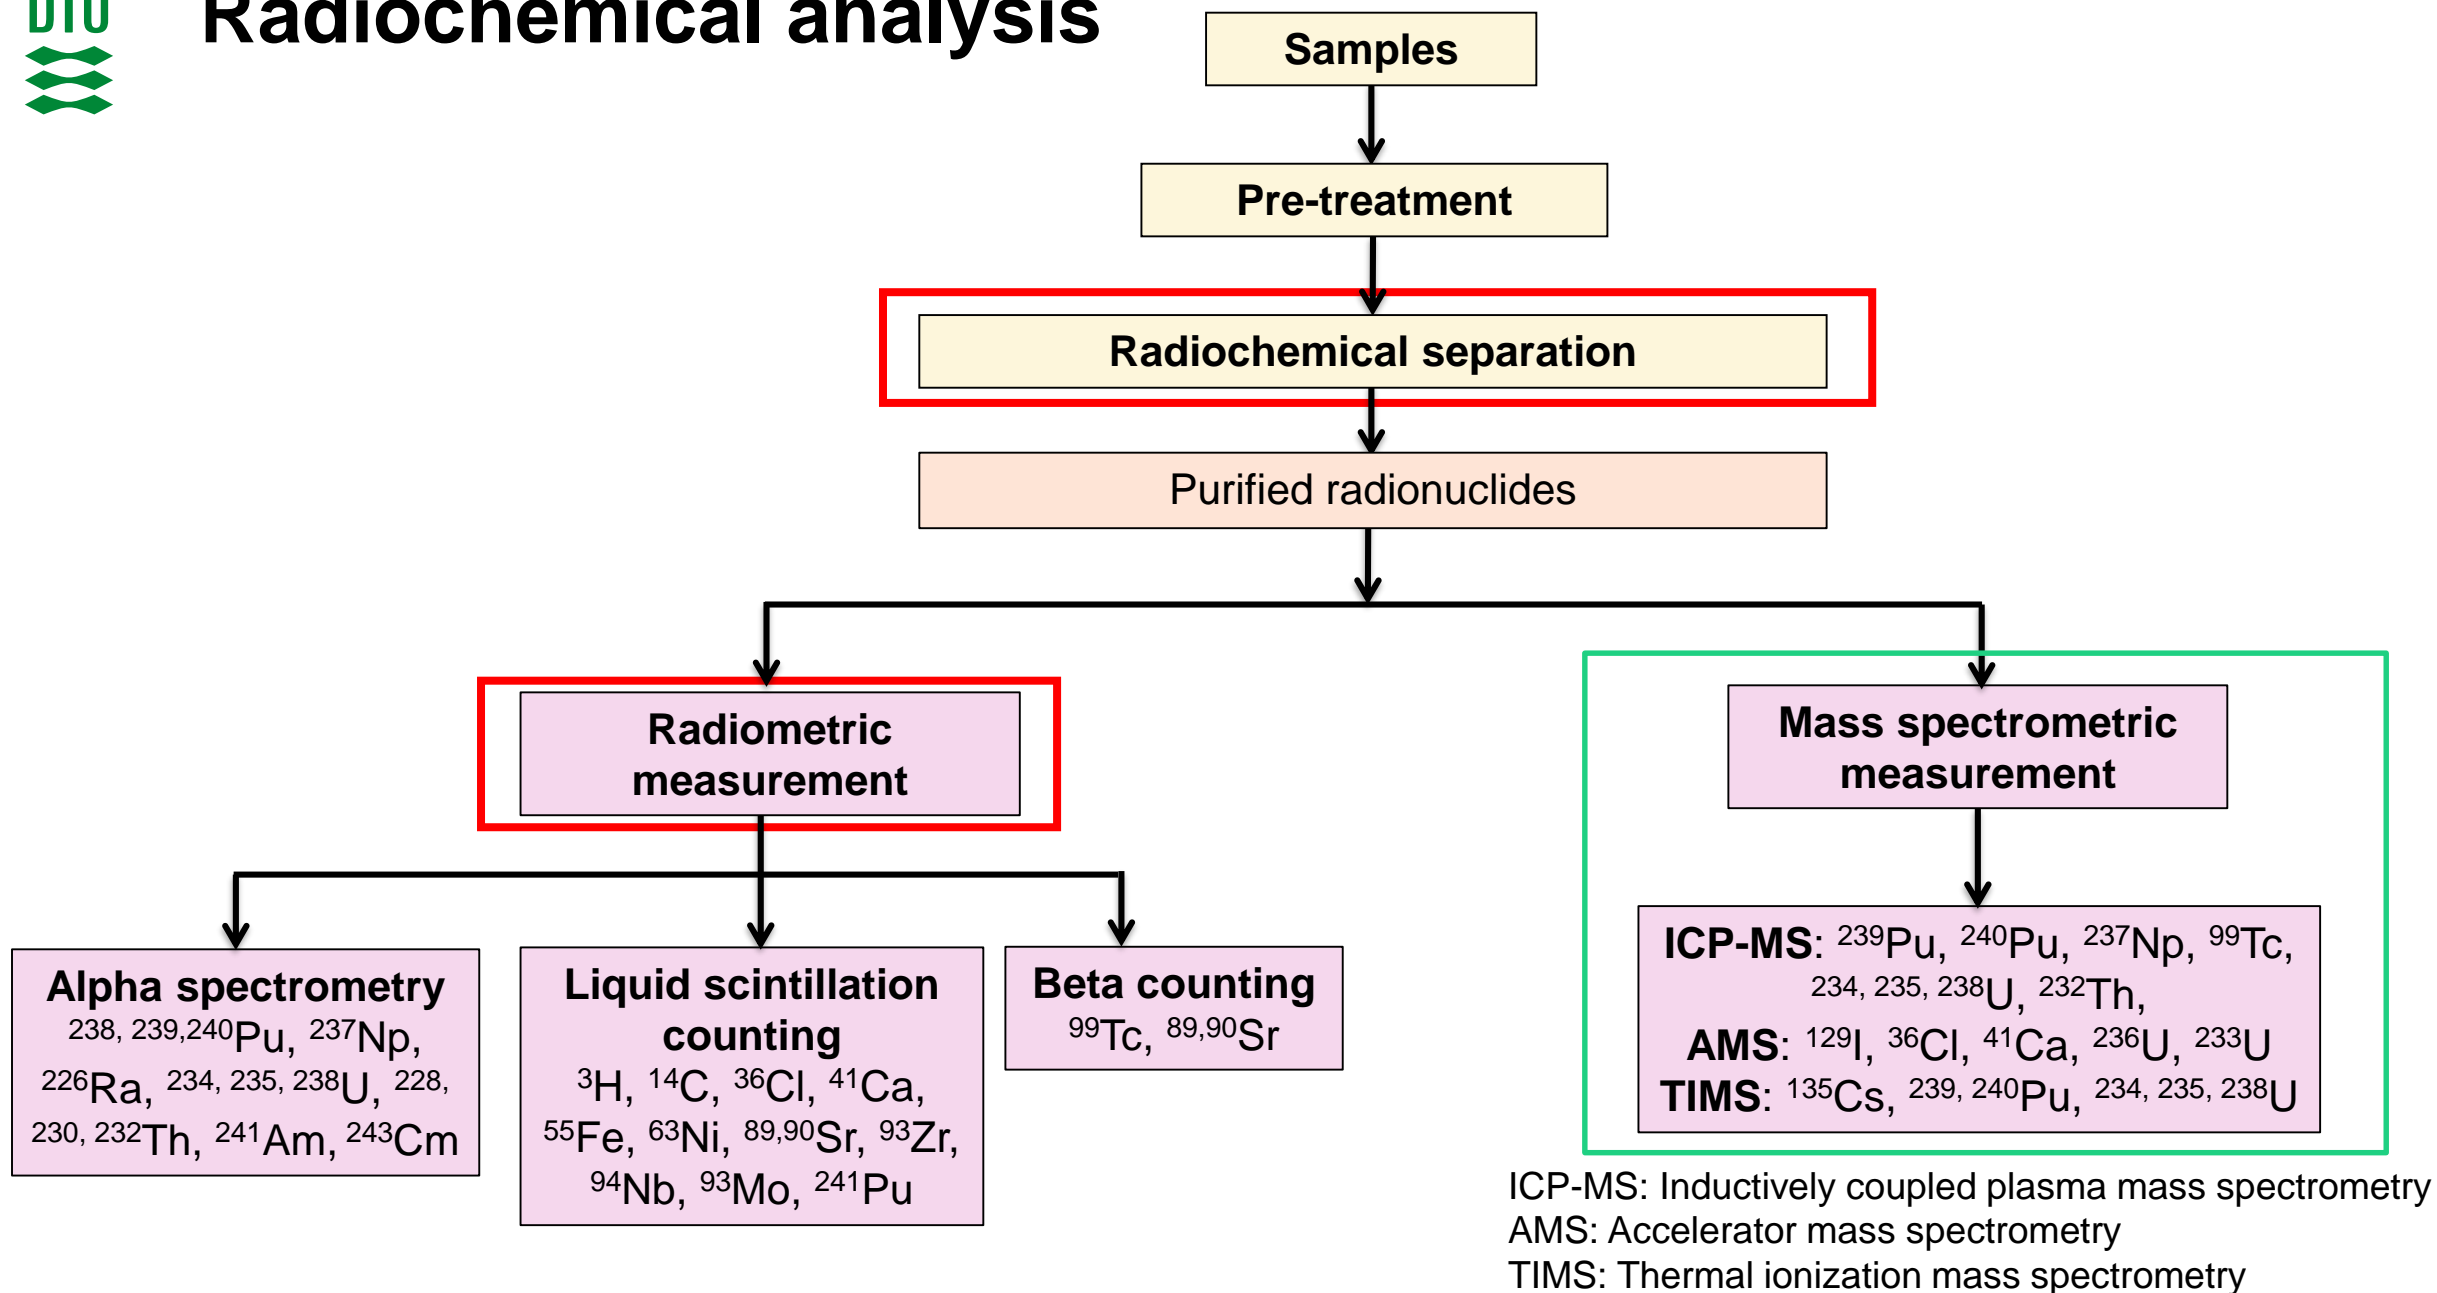 DTU
Radiochemical analysis
Samples
Pre-treatment
Radiochemical separation
Purified radionuclides
Radiometric
measurement
Mass spectrometric
measurement
Alpha spectrometry
²³⁸, ²³⁹,²⁴⁰Pu, ²³⁷Np,
²²⁶Ra, ²³⁴, ²³⁵, ²³⁸U, ²²⁸,
²³⁰, ²³²Th, ²⁴¹Am, ²⁴³Cm
Liquid scintillation
counting
³H, ¹⁴C, ³⁶Cl, ⁴¹Ca,
⁵⁵Fe, ⁶³Ni, ⁸⁹,⁹⁰Sr, ⁹³Zr,
⁹⁴Nb, ⁹³Mo, ²⁴¹Pu
Beta counting
⁹⁹Tc, ⁸⁹,⁹⁰Sr
ICP-MS: ²³⁹Pu, ²⁴⁰Pu, ²³⁷Np, ⁹⁹Tc,
²³⁴, ²³⁵, ²³⁸U, ²³²Th,
AMS: ¹²⁹I, ³⁶Cl, ⁴¹Ca, ²³⁶U, ²³³U
TIMS: ¹³⁵Cs, ²³⁹, ²⁴⁰Pu, ²³⁴, ²³⁵, ²³⁸U
ICP-MS: Inductively coupled plasma mass spectrometry
AMS: Accelerator mass spectrometry
TIMS: Thermal ionization mass spectrometry